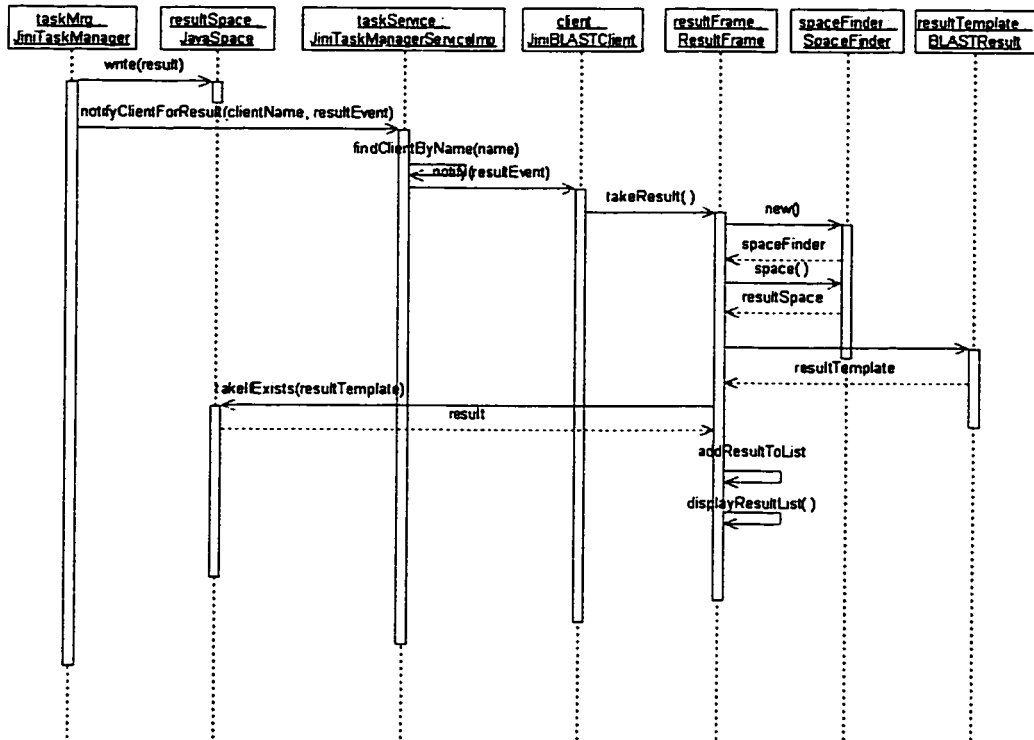 taskMrg :
JiniTaskManager
resultSpace :
JavaSpace
taskService :
JiniTaskManagerServiceImp
client :
JiniBLASTClient
resultFrame :
ResultFrame
spaceFinder :
SpaceFinder
resultTemplate :
BLASTResult
write(result)
notifyClientForResult(clientName, resultEvent)
findClientByName(name)
notify(resultEvent)
takeResult( )
new()
spaceFinder
space( )
resultSpace
resultTemplate
takeIfExists(resultTemplate)
result
addResultToList
displayResultList( )